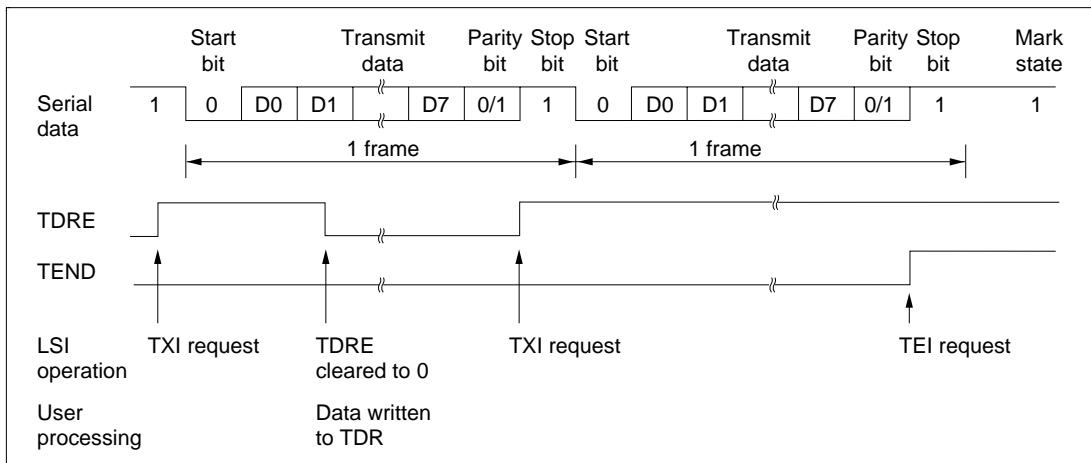 Start bit Transmit data Parity bit Stop bit Start bit Transmit data Parity bit Stop bit Mark state
Serial data
1 0 D0 D1 D7 0/1 1 0 D0 D1 D7 0/1 1 1
1 frame 1 frame
TDRE
TEND
LSI operation
TXI request
TDRE cleared to 0
TXI request
TEI request
User processing
Data written to TDR